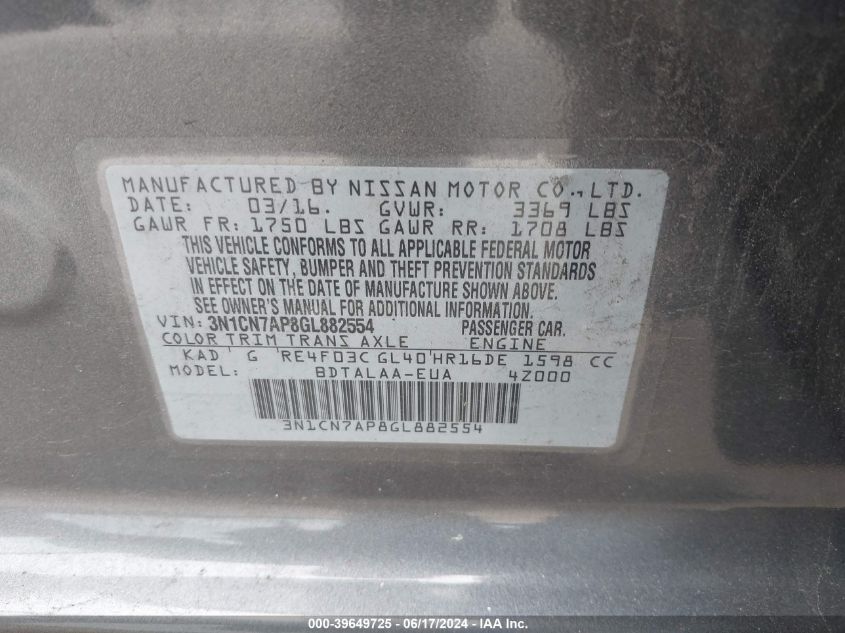 MANUFACTURED BY NISSAN MOTOR CO., LTD.
DATE: 03/16. GVWR: 3369 LBS
GAWR FR: 1750 LBS GAWR RR: 1708 LBS
THIS VEHICLE CONFORMS TO ALL APPLICABLE FEDERAL MOTOR
VEHICLE SAFETY, BUMPER AND THEFT PREVENTION STANDARDS
IN EFFECT ON THE DATE OF MANUFACTURE SHOWN ABOVE.
SEE OWNER'S MANUAL FOR ADDITIONAL INFORMATION.
VIN: 3N1CN7AP8GL882554 PASSENGER CAR.
COLOR TRIM TRANS AXLE ENGINE
KAD G RE4F03C GL40 HR16DE 1598 CC
MODEL: BDTALAA-EUA 4Z000
3N1CN7AP8GL882554
000-39649725 - 06/17/2024 - IAAI.com